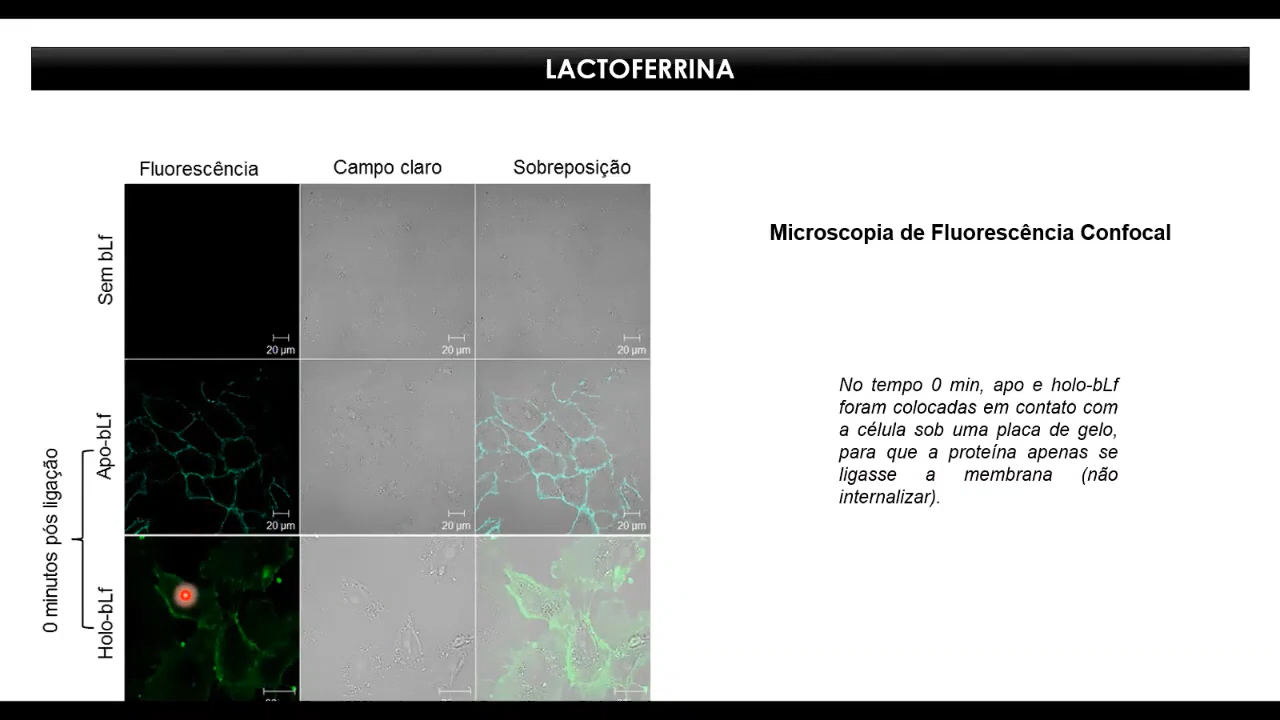 LACTOFERRINA
Fluorescência
Campo claro
Sobreposição
Sem bLf
20 µm
20 µm
20 µm
Microscopia de Fluorescência Confocal
0 minutos pós ligação
Apo-bLf
20 µm
20 µm
20 µm
No tempo 0 min, apo e holo-bLf
foram colocadas em contato com
a célula sob uma placa de gelo,
para que a proteína apenas se
ligasse a membrana (não
internalizar).
Holo-bLf